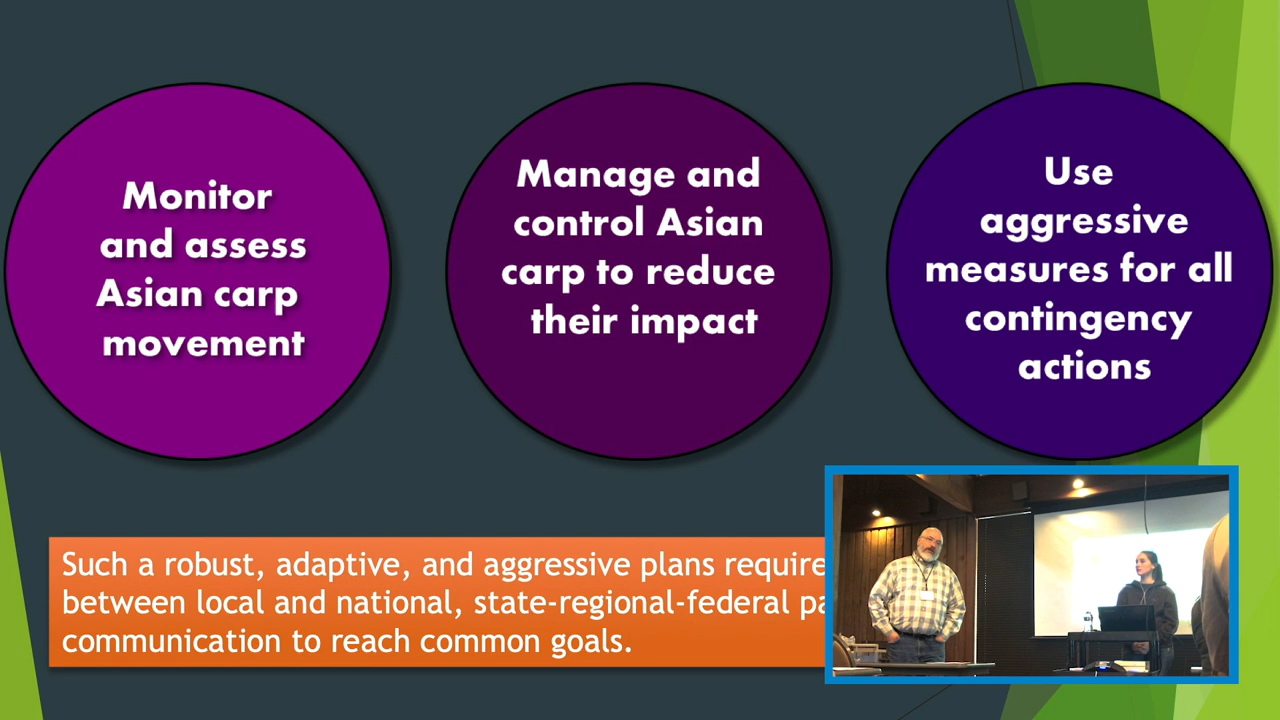 Monitor
and assess
Asian carp
movement
Manage and
control Asian
carp to reduce
their impact
Use
aggressive
measures for all
contingency
actions
Such a robust, adaptive, and aggressive plans require
between local and national, state-regional-federal
communication to reach common goals.